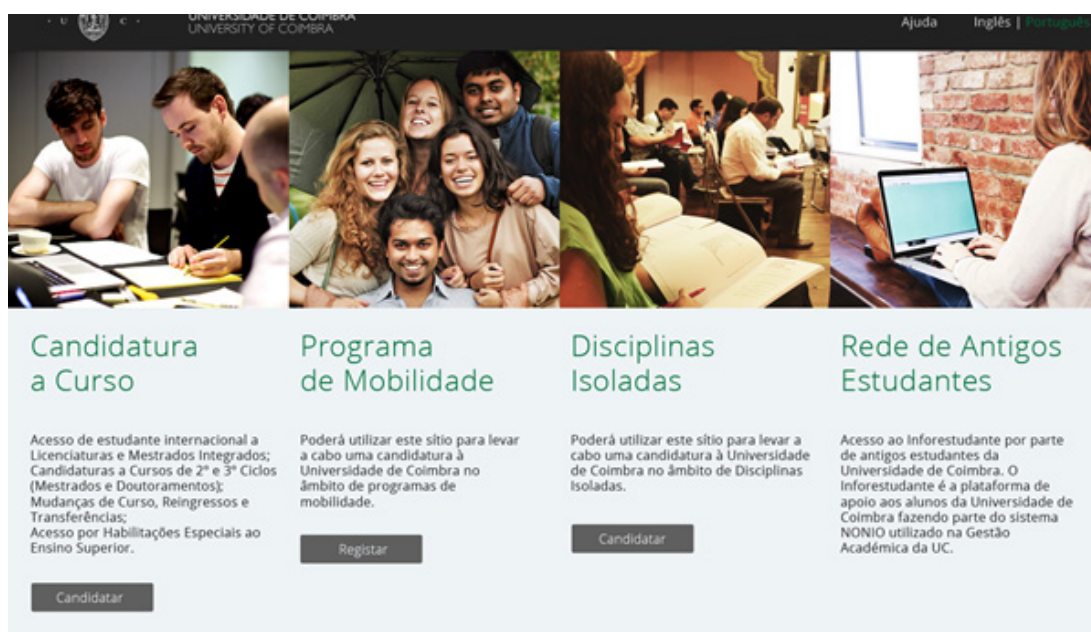 · U C ·
UNIVERSIDADE DE COIMBRA
UNIVERSITY OF COIMBRA
Ajuda Inglês | Português
Candidatura
a Curso
Acesso de estudante internacional a
Licenciaturas e Mestrados Integrados;
Candidaturas a Cursos de 2º e 3º Ciclos
(Mestrados e Doutoramentos);
Mudanças de Curso, Reingressos e
Transferências;
Acesso por Habilitações Especiais ao
Ensino Superior.
Candidatar
Programa
de Mobilidade
Poderá utilizar este sítio para levar
a cabo uma candidatura à
Universidade de Coimbra no
âmbito de programas de
mobilidade.
Registar
Disciplinas
Isoladas
Poderá utilizar este sítio para levar a
cabo uma candidatura à Universidade
de Coimbra no âmbito de Disciplinas
Isoladas.
Candidatar
Rede de Antigos
Estudantes
Acesso ao Inforestudante por parte
de antigos estudantes da
Universidade de Coimbra. O
Inforestudante é a plataforma de
apoio aos alunos da Universidade de
Coimbra fazendo parte do sistema
NONIO utilizado na Gestão
Académica da UC.